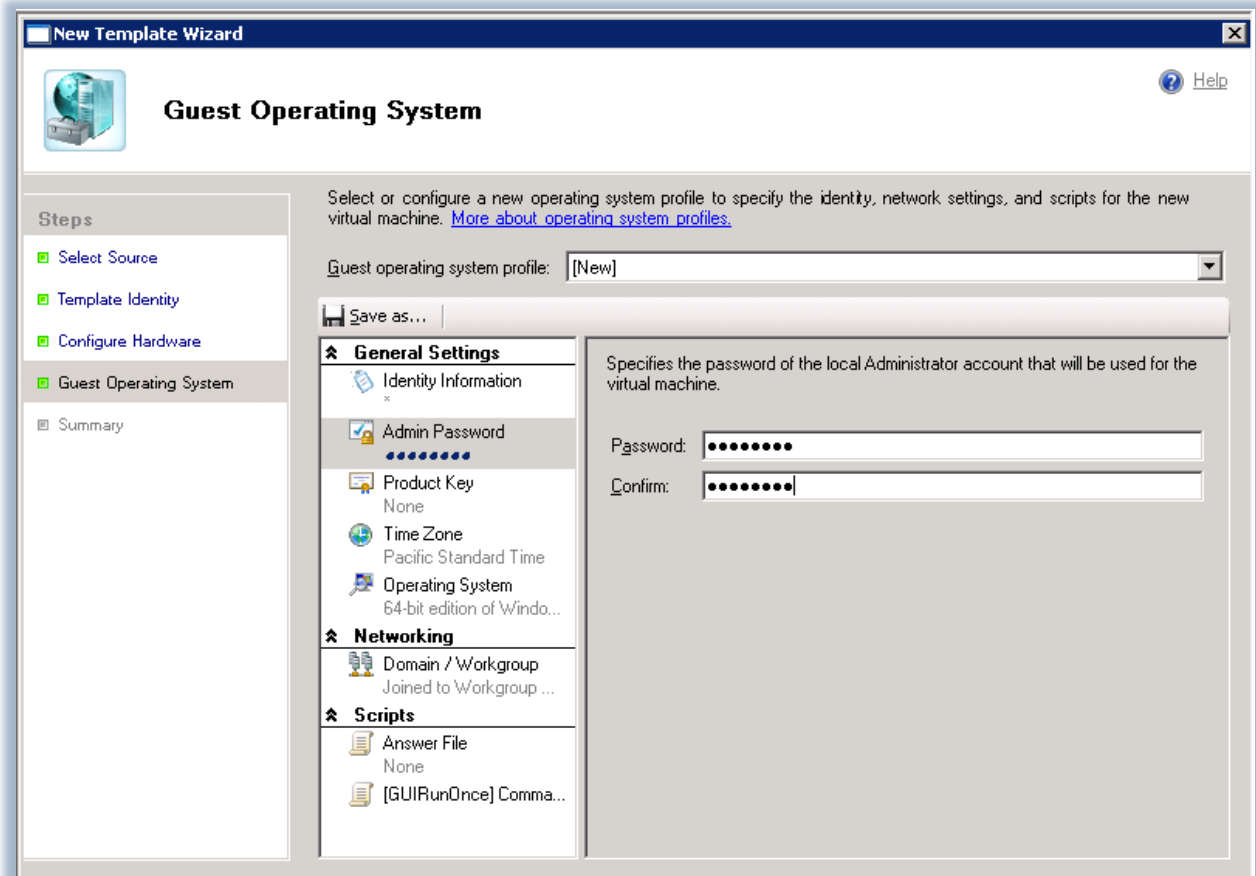 New Template Wizard
Help
Guest Operating System
Select or configure a new operating system profile to specify the identity, network settings, and scripts for the new
virtual machine. More about operating system profiles.
Steps
Select Source
Template Identity
Configure Hardware
Guest Operating System
Summary
Guest operating system profile: [New]
Save as...
General Settings
Identity Information
*
Admin Password
●●●●●●●●
Product Key
None
Time Zone
Pacific Standard Time
Operating System
64-bit edition of Windo...
Networking
Domain / Workgroup
Joined to Workgroup ...
Scripts
Answer File
None
[GUIRunOnce] Comma...
Specifies the password of the local Administrator account that will be used for the
virtual machine.
Password: ●●●●●●●●
Confirm: ●●●●●●●●